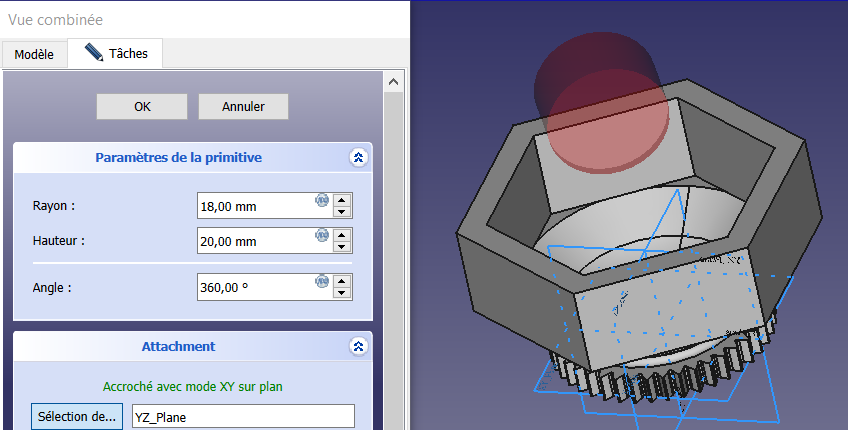 Vue combinée
Modèle
Tâches
OK
Annuler
Paramètres de la primitive
Rayon :
18,00 mm
Hauteur :
20,00 mm
Angle :
360,00 °
Attachment
Accroché avec mode XY sur plan
Sélection de...
YZ_Plane